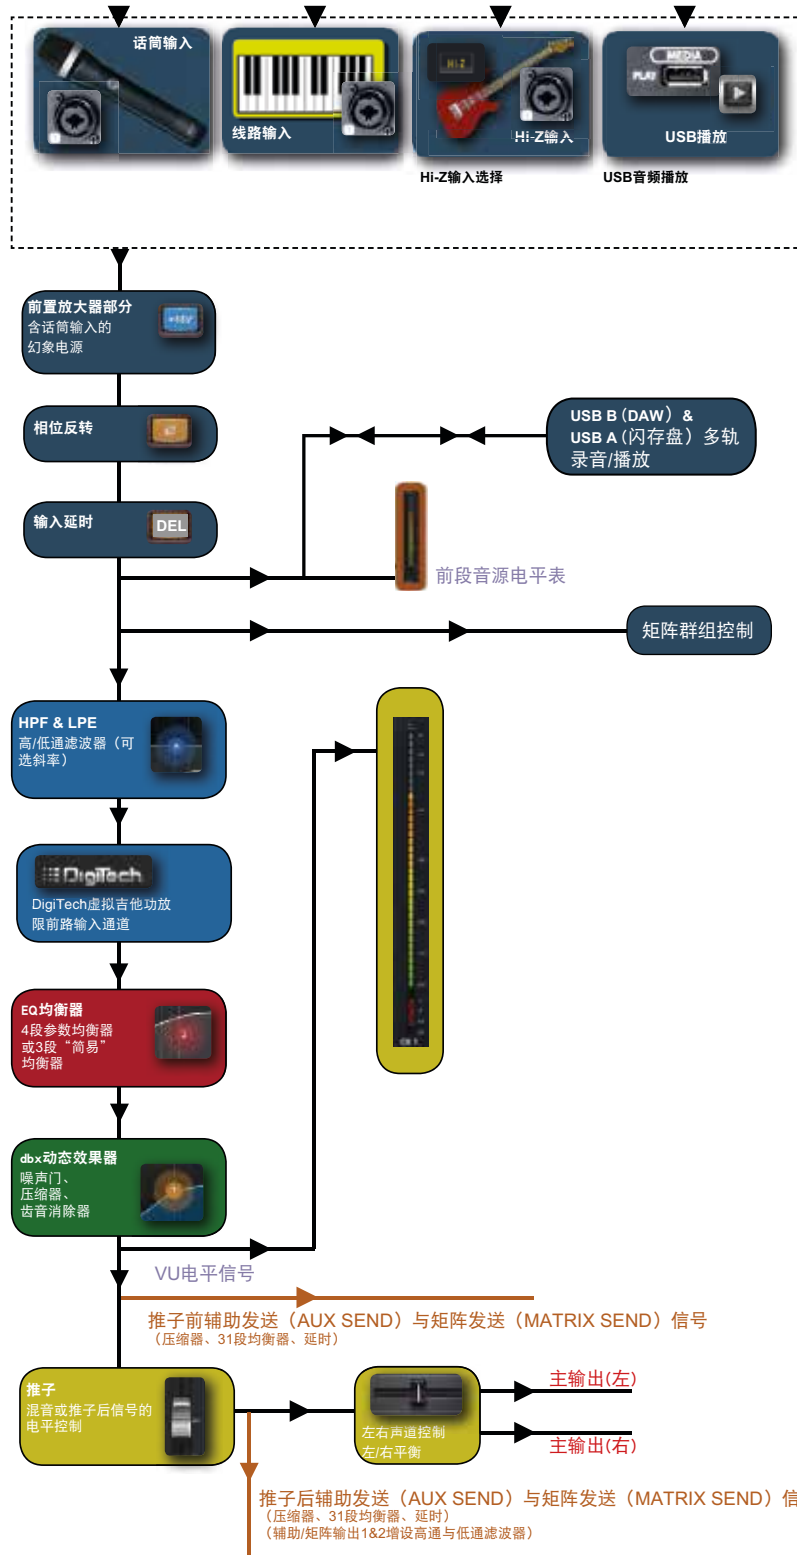 话筒输入
线路输入
Hi-Z
Hi-Z输入
MEDIA
PLAY
USB播放
Hi-Z输入选择
USB音频播放
前置放大器部分
含话筒输入的
幻象电源
+48V
相位反转
USB B (DAW) &
USB A (闪存盘) 多轨
录音/播放
输入延时
DEL
前段音源电平表
矩阵群组控制
HPF & LPE
高/低通滤波器（可
选斜率）
DigiTech
DigiTech虚拟吉他功放
限前路输入通道
EQ均衡器
4段参数均衡器
或3段“简易”
均衡器
CH 1
dbx动态效果器
噪声门、
压缩器、
齿音消除器
VU电平信号
推子前辅助发送（AUX SEND）与矩阵发送（MATRIX SEND）信号
（压缩器、31段均衡器、延时）
推子
混音或推子后信号的
电平控制
左右声道控制
左/右平衡
主输出(左)
主输出(右)
推子后辅助发送（AUX SEND）与矩阵发送（MATRIX SEND）信
（压缩器、31段均衡器、延时）
（辅助/矩阵输出1&2增设高通与低通滤波器）